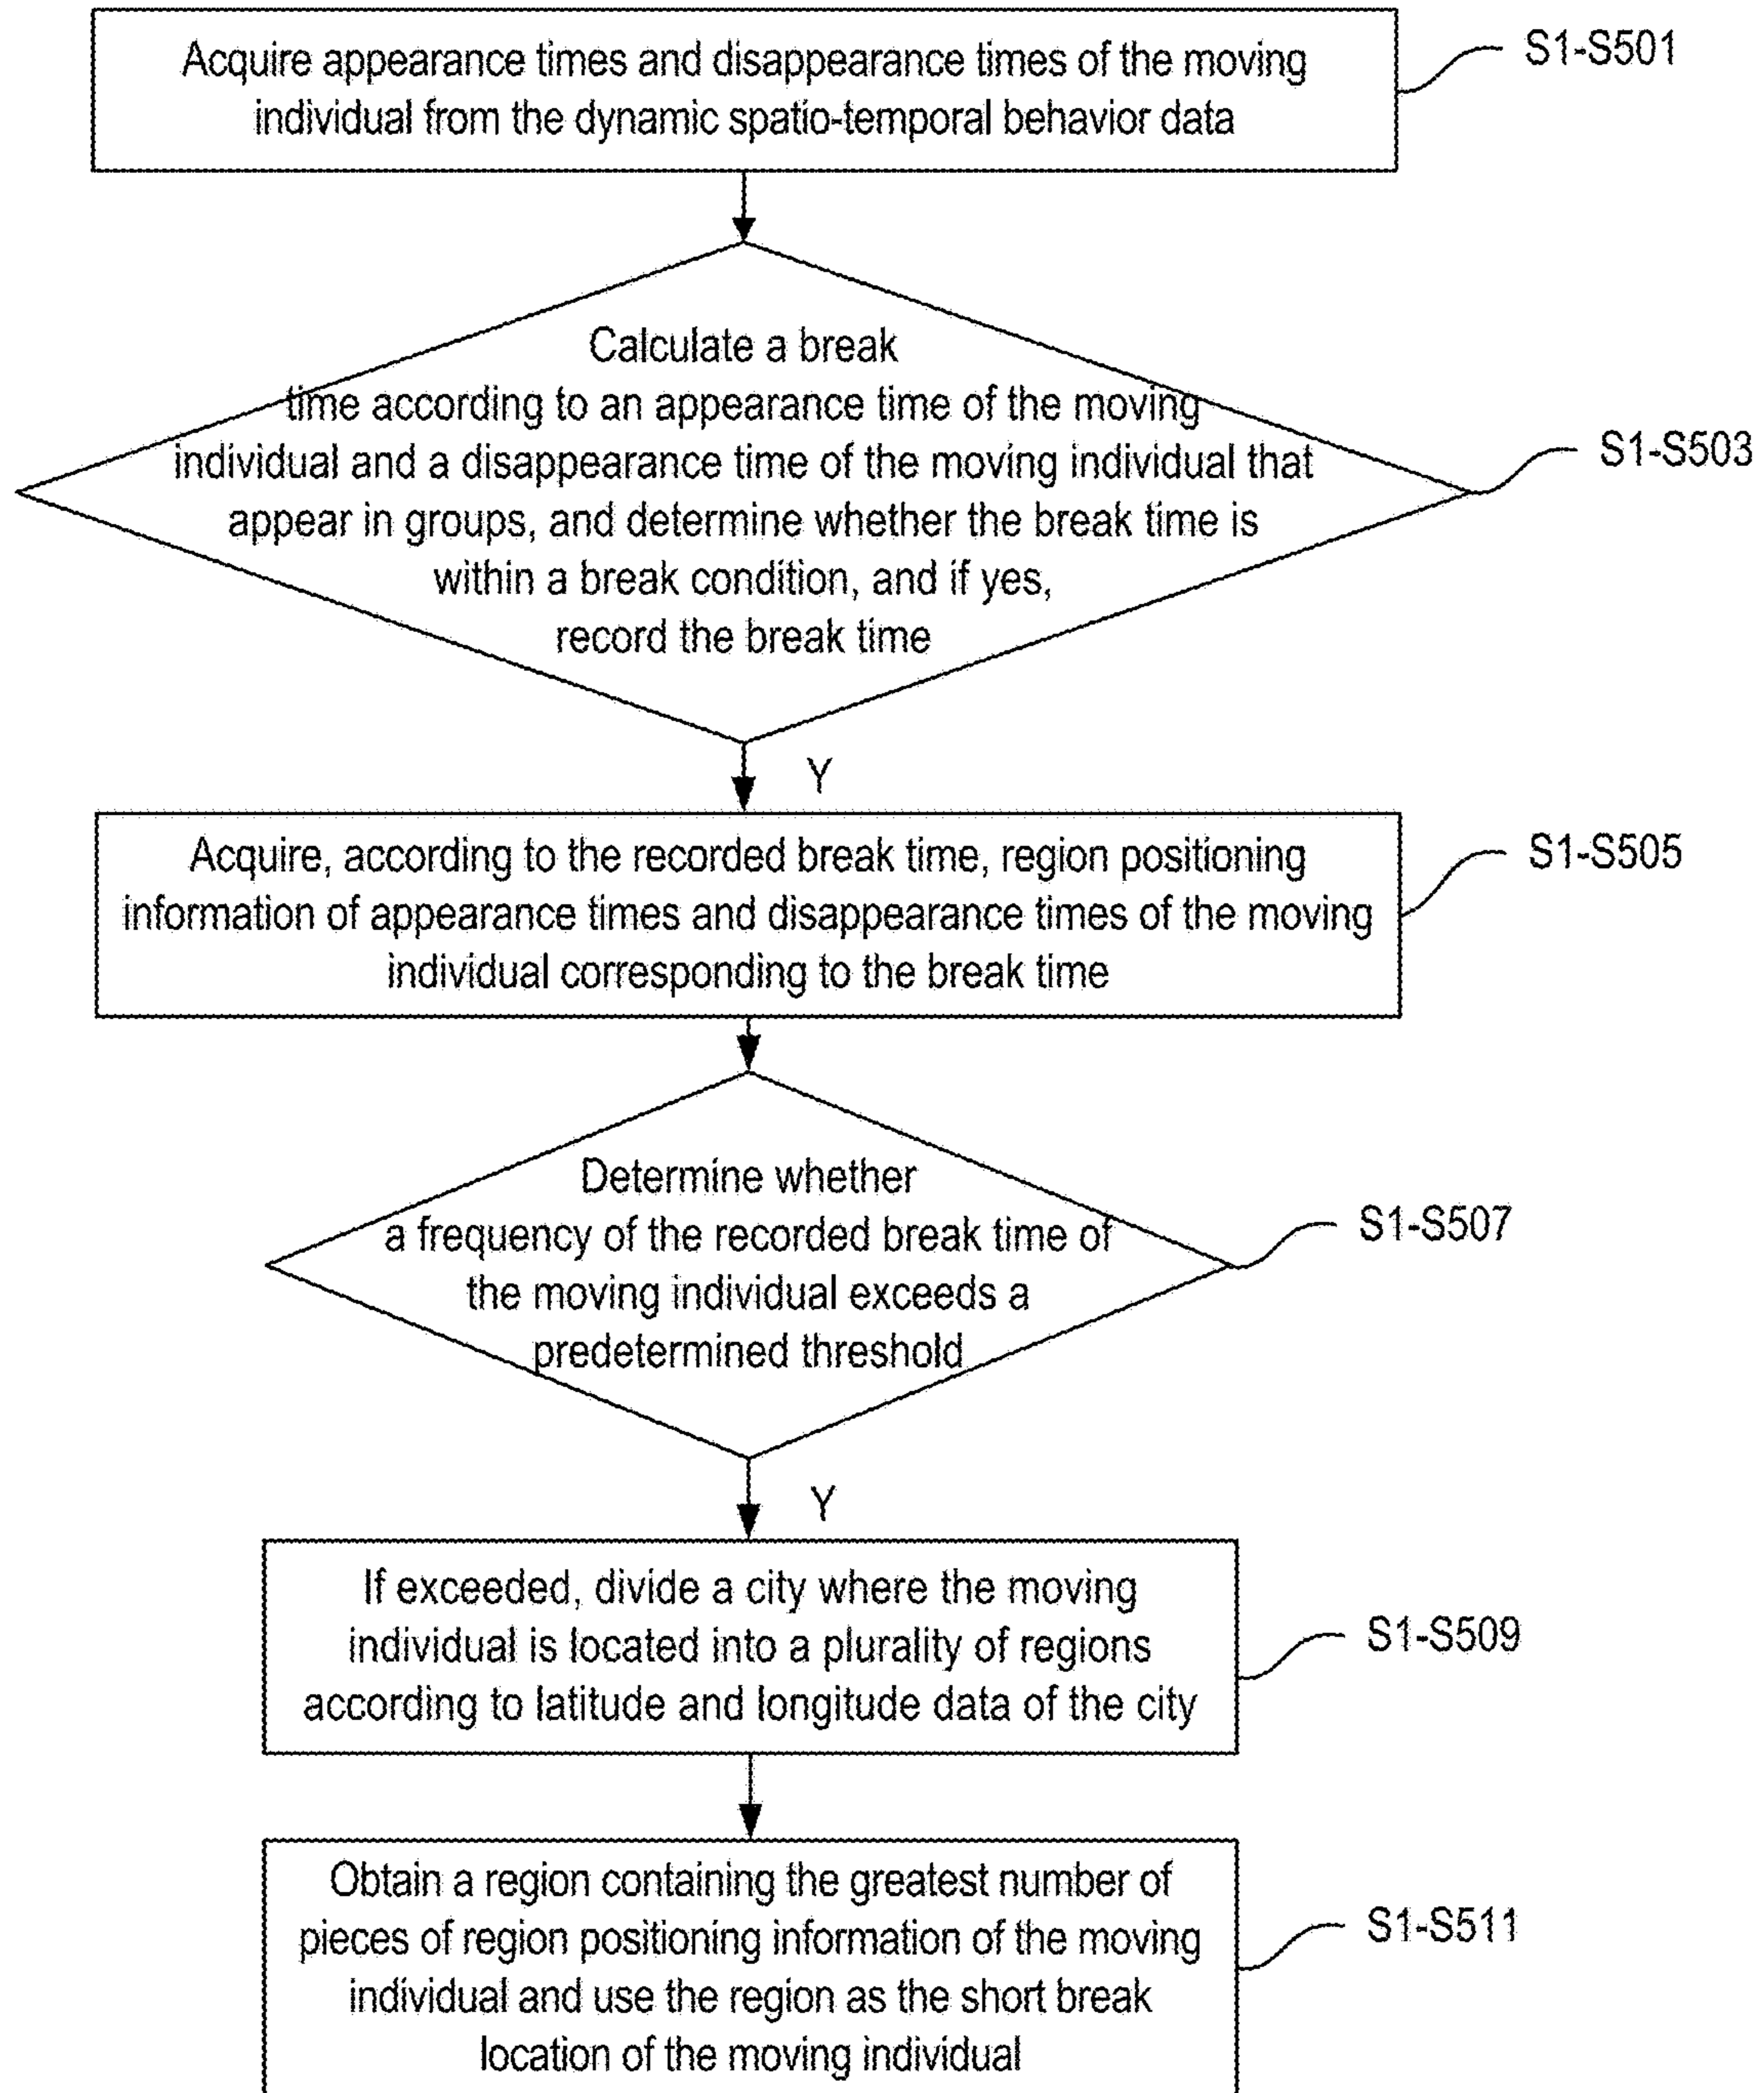 Acquire appearance times and disappearance times of the moving
individual from the dynamic spatio-temporal behavior data
S1-S501
Calculate a break
time according to an appearance time of the moving
individual and a disappearance time of the moving individual that
appear in groups, and determine whether the break time is
within a break condition, and if yes,
record the break time
S1-S503
Y
Acquire, according to the recorded break time, region positioning
information of appearance times and disappearance times of the moving
individual corresponding to the break time
S1-S505
Determine whether
a frequency of the recorded break time of
the moving individual exceeds a
predetermined threshold
S1-S507
Y
If exceeded, divide a city where the moving
individual is located into a plurality of regions
according to latitude and longitude data of the city
S1-S509
Obtain a region containing the greatest number of
pieces of region positioning information of the moving
individual and use the region as the short break
location of the moving individual
S1-S511